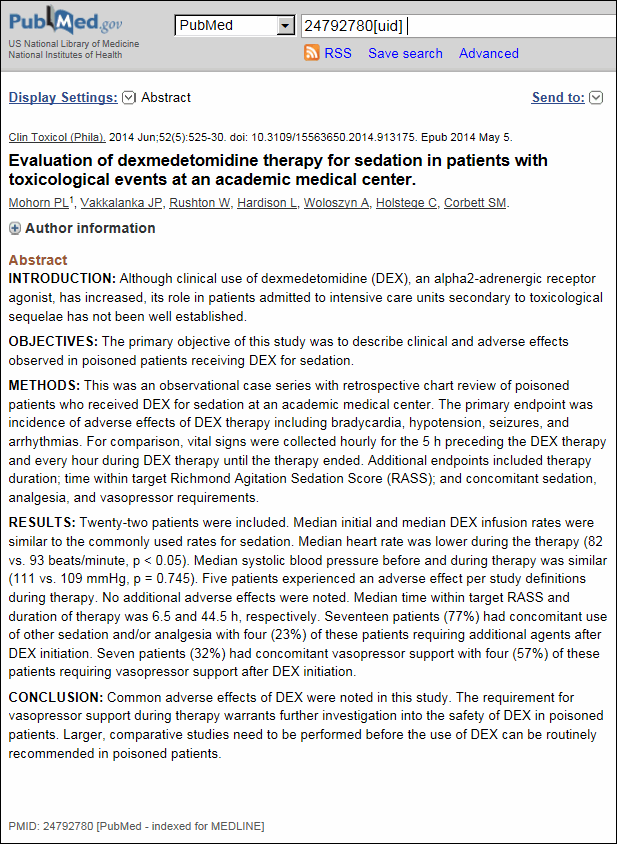 PubMed.gov
US National Library of Medicine
National Institutes of Health
PubMed
24792780[uid]
RSS Save search Advanced
Display Settings: Abstract
Send to:
Clin Toxicol (Phila). 2014 Jun;52(5):525-30. doi: 10.3109/15563650.2014.913175. Epub 2014 May 5.
Evaluation of dexmedetomidine therapy for sedation in patients with
toxicological events at an academic medical center.
Mohorn PL1, Vakkalanka JP, Rushton W, Hardison L, Woloszyn A, Holstege C, Corbett SM.
Author information
Abstract
INTRODUCTION: Although clinical use of dexmedetomidine (DEX), an alpha2-adrenergic receptor
agonist, has increased, its role in patients admitted to intensive care units secondary to toxicological
sequelae has not been well established.
OBJECTIVES: The primary objective of this study was to describe clinical and adverse effects
observed in poisoned patients receiving DEX for sedation.
METHODS: This was an observational case series with retrospective chart review of poisoned
patients who received DEX for sedation at an academic medical center. The primary endpoint was
incidence of adverse effects of DEX therapy including bradycardia, hypotension, seizures, and
arrhythmias. For comparison, vital signs were collected hourly for the 5 h preceding the DEX therapy
and every hour during DEX therapy until the therapy ended. Additional endpoints included therapy
duration; time within target Richmond Agitation Sedation Score (RASS); and concomitant sedation,
analgesia, and vasopressor requirements.
RESULTS: Twenty-two patients were included. Median initial and median DEX infusion rates were
similar to the commonly used rates for sedation. Median heart rate was lower during the therapy (82
vs. 93 beats/minute, p < 0.05). Median systolic blood pressure before and during therapy was similar
(111 vs. 109 mmHg, p = 0.745). Five patients experienced an adverse effect per study definitions
during therapy. No additional adverse effects were noted. Median time within target RASS and
duration of therapy was 6.5 and 44.5 h, respectively. Seventeen patients (77%) had concomitant use
of other sedation and/or analgesia with four (23%) of these patients requiring additional agents after
DEX initiation. Seven patients (32%) had concomitant vasopressor support with four (57%) of these
patients requiring vasopressor support after DEX initiation.
CONCLUSION: Common adverse effects of DEX were noted in this study. The requirement for
vasopressor support during therapy warrants further investigation into the safety of DEX in poisoned
patients. Larger, comparative studies need to be performed before the use of DEX can be routinely
recommended in poisoned patients.
PMID: 24792780 [PubMed - indexed for MEDLINE]